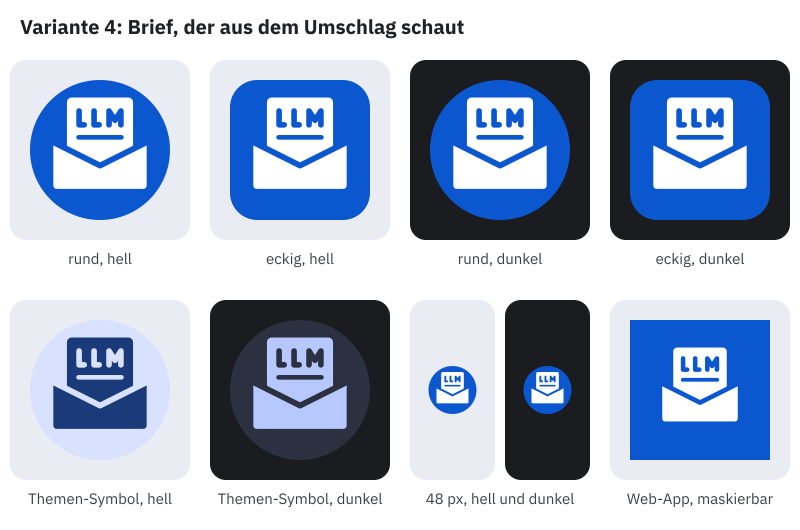 Variante 4: Brief, der aus dem Umschlag schaut
LLM LLM LLM LLM
rund, hell eckig, hell rund, dunkel eckig, dunkel
LLM LLM LLM LLM LLM
Themen-Symbol, hell Themen-Symbol, dunkel 48 px, hell und dunkel Web-App, maskierbar